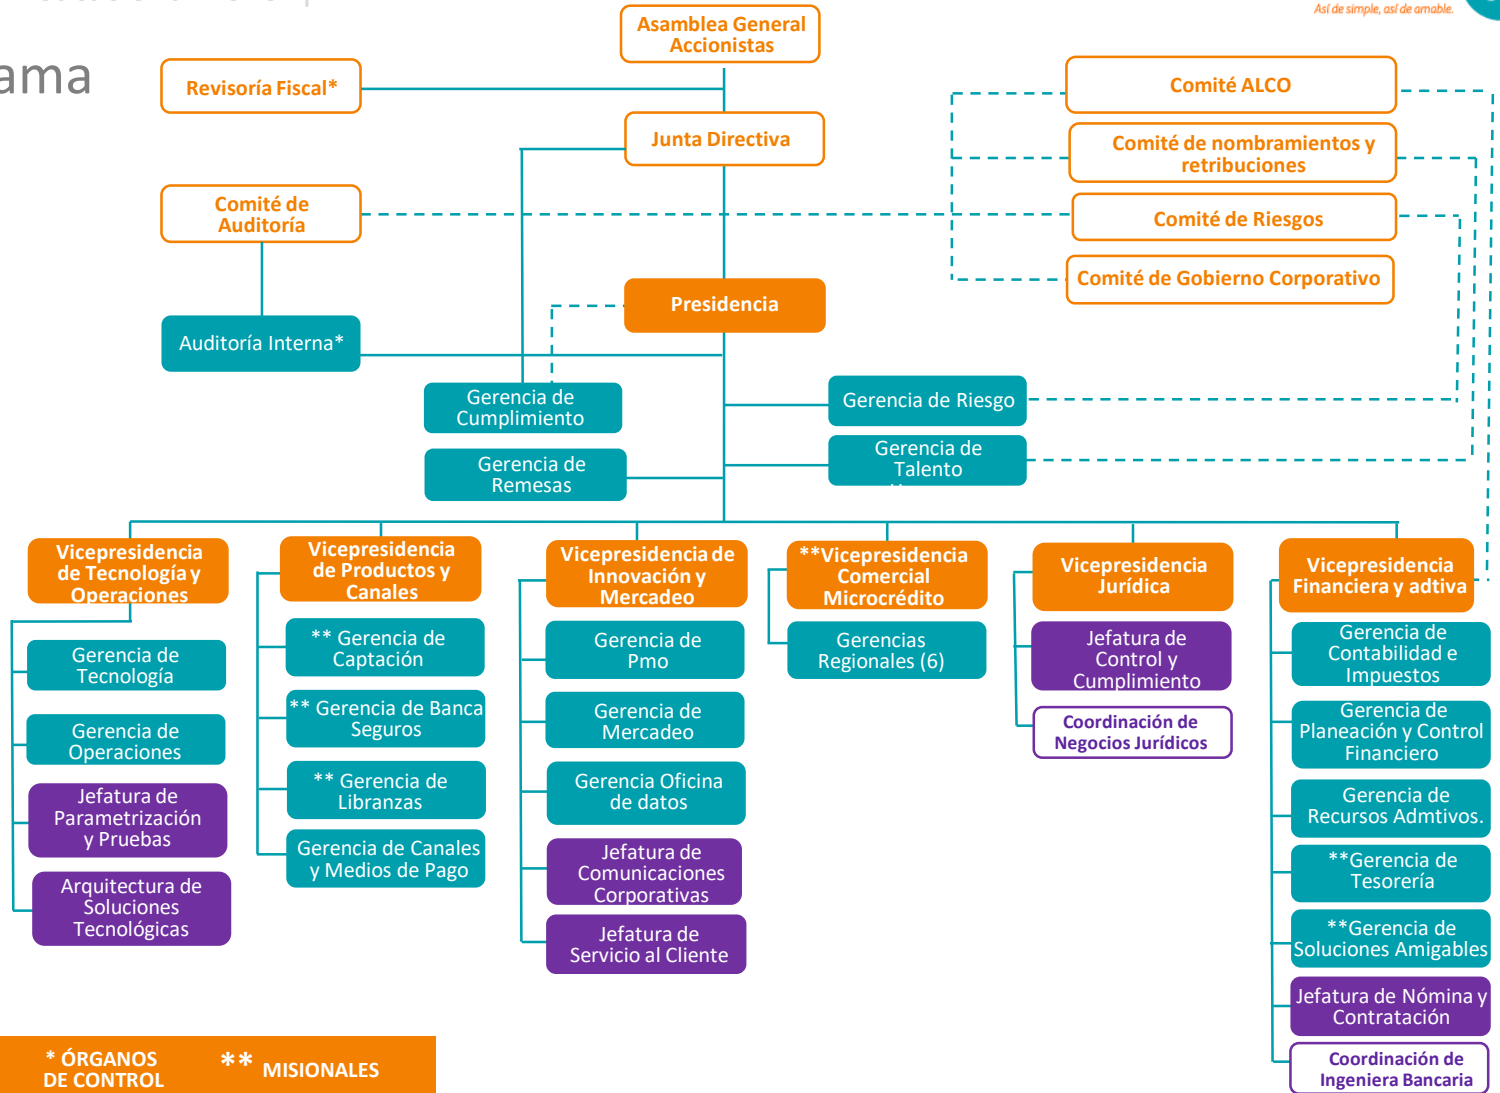 Así de simple, así de amable.
ama
Asamblea General
Accionistas
Revisoría Fiscal*
Junta Directiva
Comité ALCO
Comité de nombramientos y
retribuciones
Comité de
Auditoría
Comité de Riesgos
Comité de Gobierno Corporativo
Presidencia
Auditoría Interna*
Gerencia de
Cumplimiento
Gerencia de Riesgo
Gerencia de
Remesas
Gerencia de
Talento
Vicepresidencia
de Tecnología y
Operaciones
Gerencia de
Tecnología
Gerencia de
Operaciones
Jefatura de
Parametrización
y Pruebas
Arquitectura de
Soluciones
Tecnológicas
Vicepresidencia
de Productos y
Canales
** Gerencia de
Captación
** Gerencia de Banca
Seguros
** Gerencia de
Libranzas
Gerencia de Canales
y Medios de Pago
Vicepresidencia de
Innovación y
Mercadeo
Gerencia de
Pmo
Gerencia de
Mercadeo
Gerencia Oficina
de datos
Jefatura de
Comunicaciones
Corporativas
Jefatura de
Servicio al Cliente
**Vicepresidencia
Comercial
Microcrédito
Gerencias
Regionales (6)
Vicepresidencia
Jurídica
Jefatura de
Control y
Cumplimiento
Coordinación de
Negocios Jurídicos
Vicepresidencia
Financiera y adtiva
Gerencia de
Contabilidad e
Impuestos
Gerencia de
Planeación y Control
Financiero
Gerencia de
Recursos Admtivos.
**Gerencia de
Tesorería
**Gerencia de
Soluciones Amigables
Jefatura de Nómina y
Contratación
Coordinación de
Ingeniera Bancaria
* ÓRGANOS
DE CONTROL
** MISIONALES